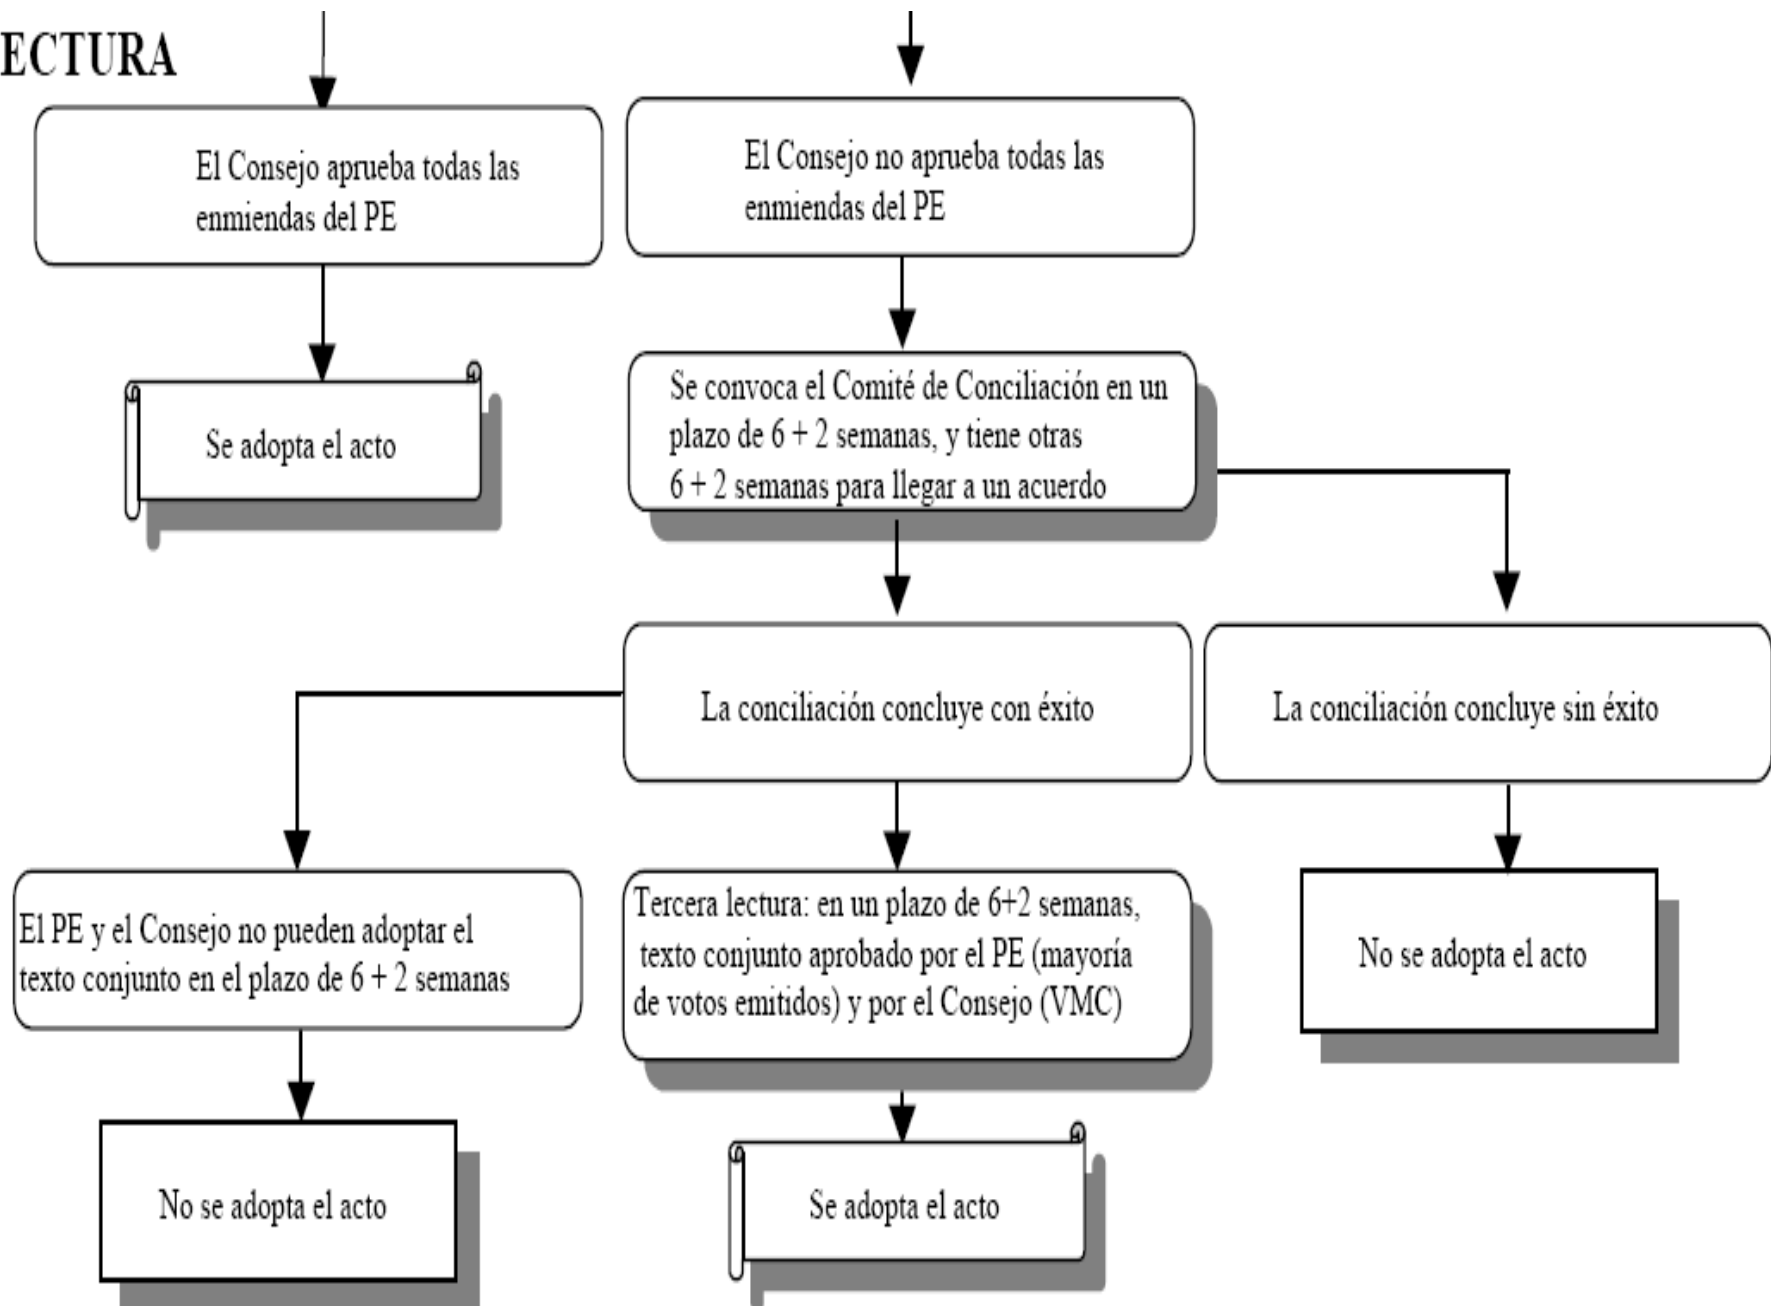 ECTURA
El Consejo aprueba todas las
enmiendas del PE
El Consejo no aprueba todas las
enmiendas del PE
Se adopta el acto
Se convoca el Comité de Conciliación en un
plazo de 6 + 2 semanas, y tiene otras
6 + 2 semanas para llegar a un acuerdo
La conciliación concluye con éxito
La conciliación concluye sin éxito
El PE y el Consejo no pueden adoptar el
texto conjunto en el plazo de 6 + 2 semanas
Tercera lectura: en un plazo de 6+2 semanas,
texto conjunto aprobado por el PE (mayoría
de votos emitidos) y por el Consejo (VMC)
No se adopta el acto
No se adopta el acto
Se adopta el acto